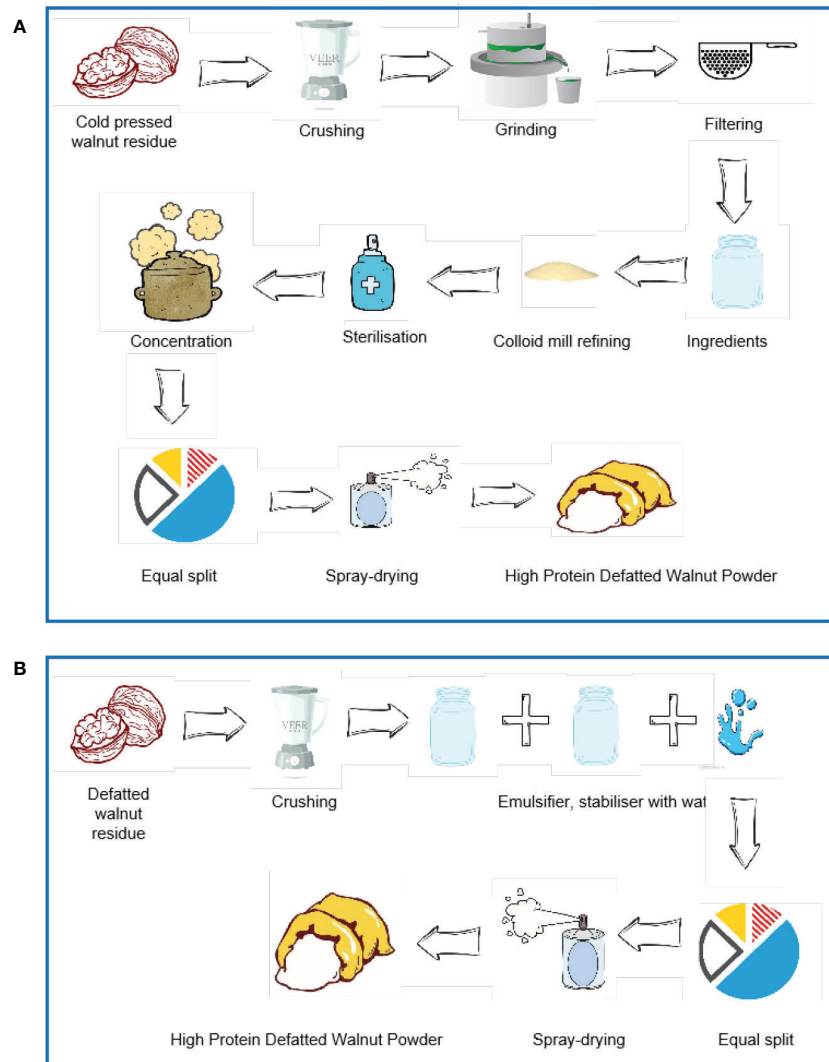 A
VEER
Cold pressed
walnut residue
Crushing
Grinding
Filtering
Concentration
Sterilisation
Colloid mill refining
Ingredients
Equal split
Spray-drying
High Protein Defatted Walnut Powder
B
VEER
Defatted
walnut
residue
Crushing
Emulsifier, stabiliser with wat
High Protein Defatted Walnut Powder
Spray-drying
Equal split